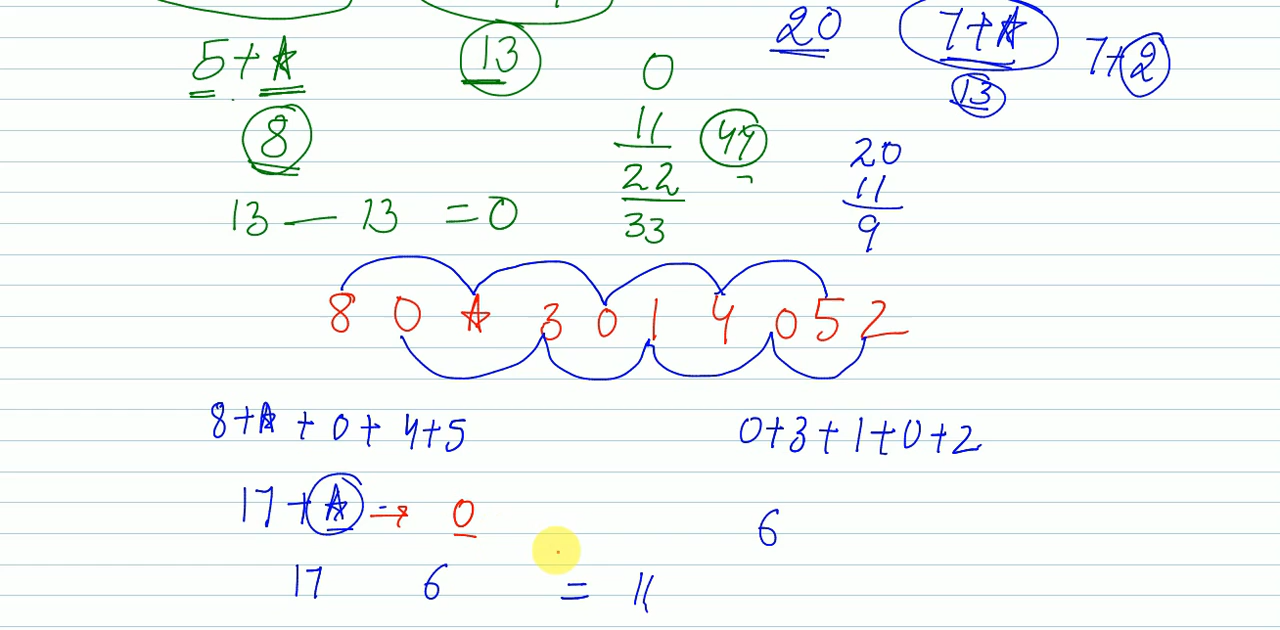 5+☆ 13 0 20 7+☆ 7+2
8 11 44 13
13 — 13 =0 22 20
33 11
9
8 0 ☆ 3 0 1 4 0 5 2
8+☆+0+4+5 0+3+1+0+2
17+☆ → 0 6
17 6 = 11